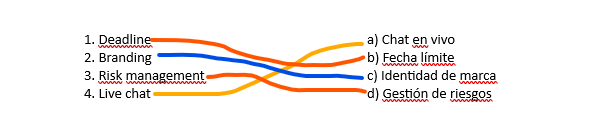 1. Deadline
2. Branding
3. Risk management
4. Live chat
a) Chat en vivo
b) Fecha límite
c) Identidad de marca
d) Gestión de riesgos